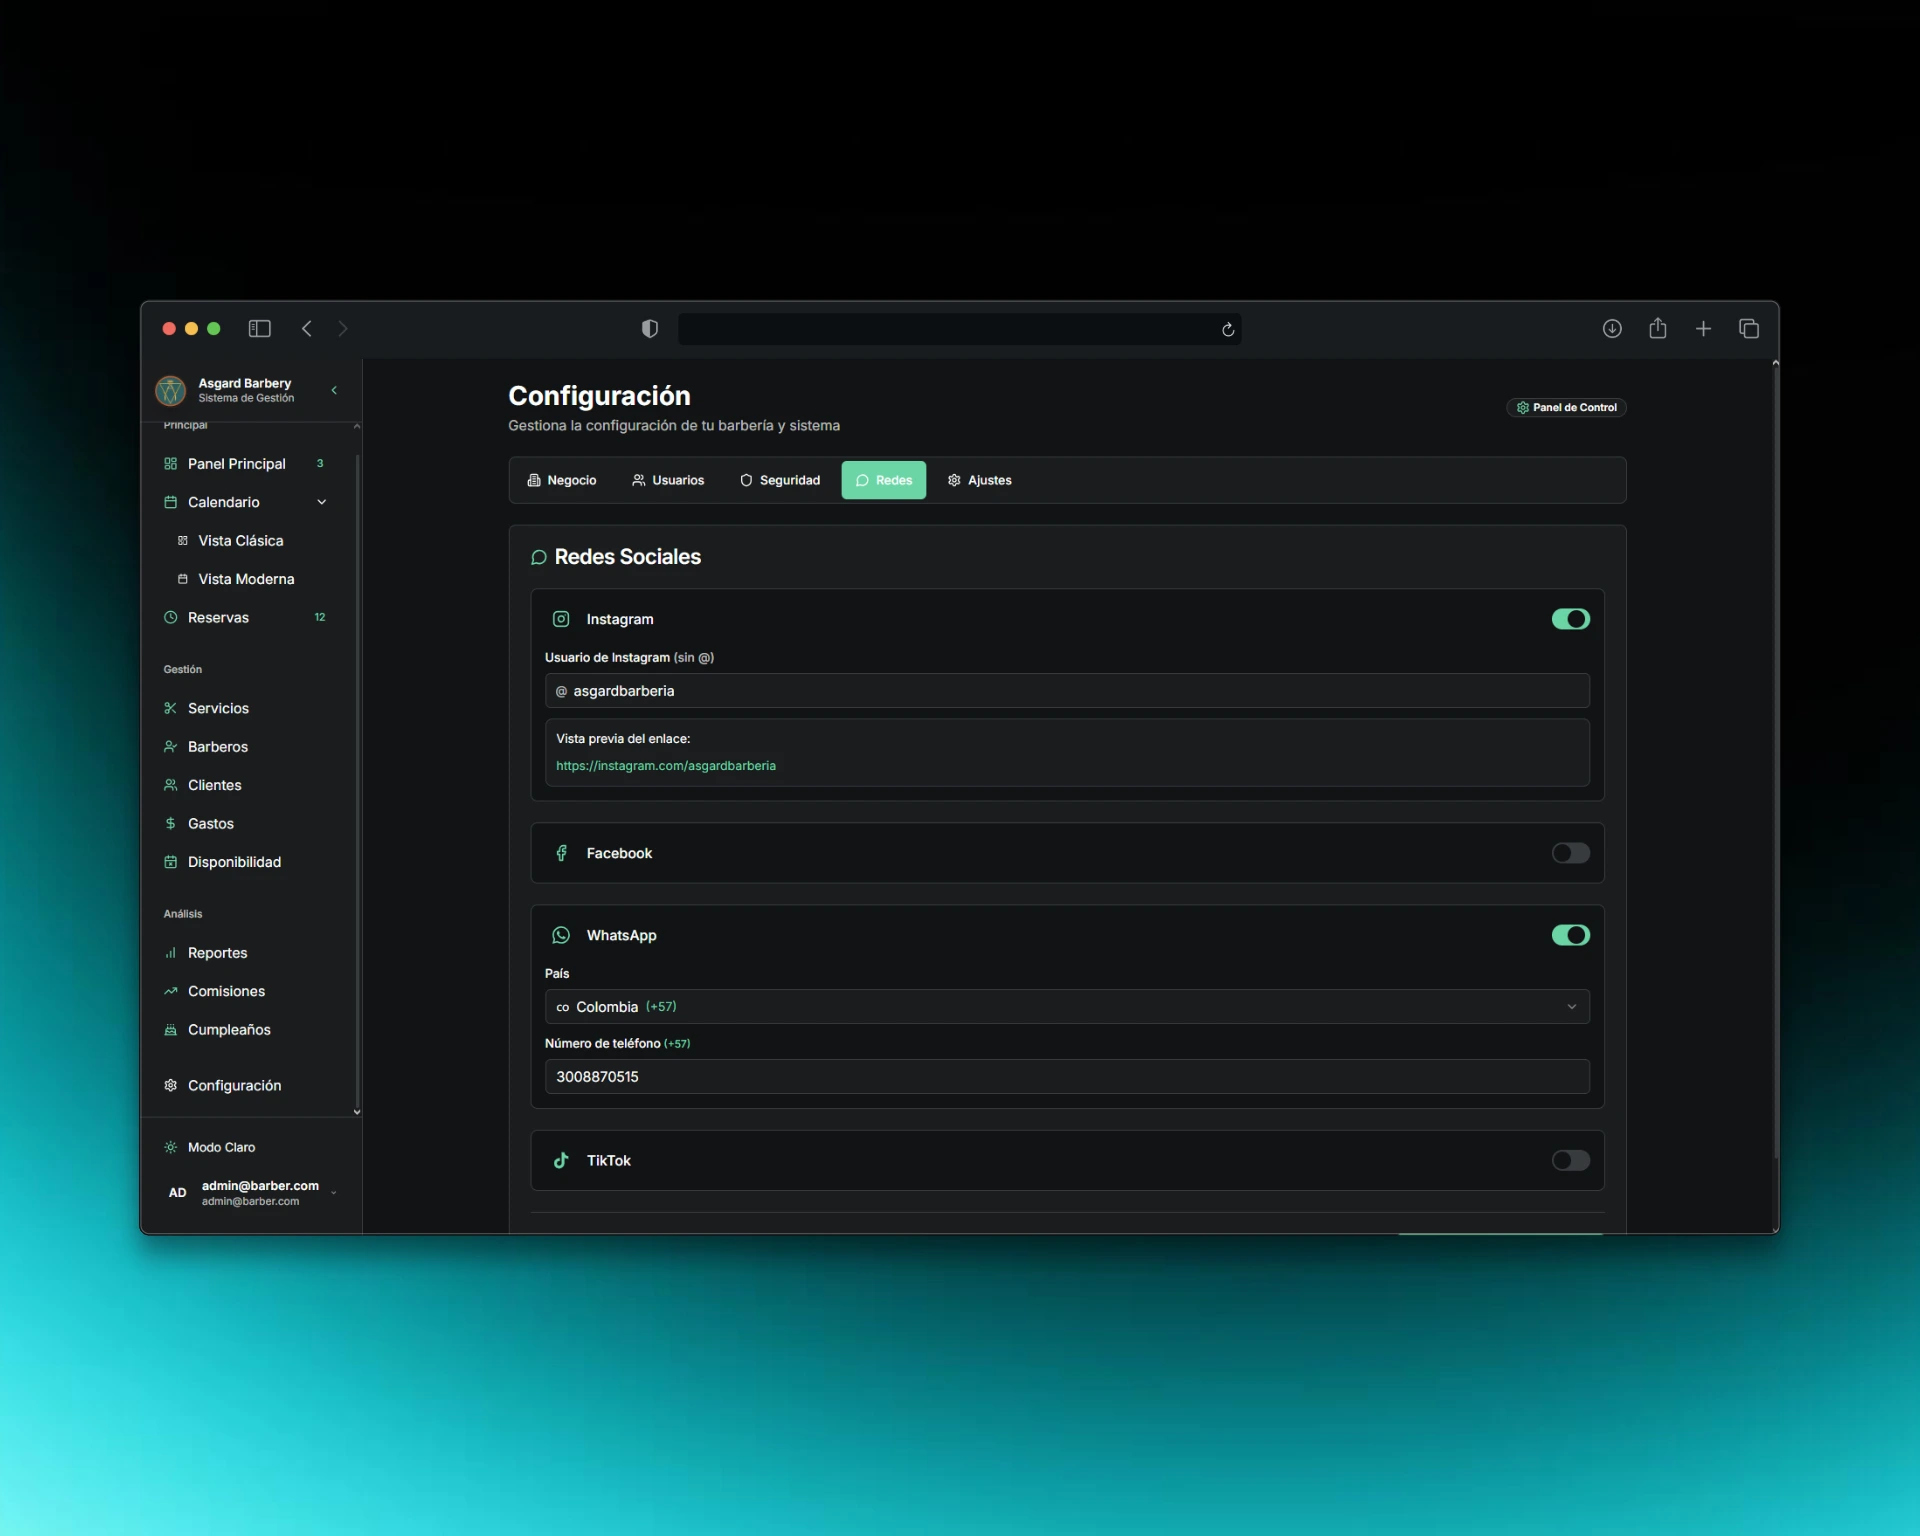 Asgard Barbery
Sistema de Gestión
Principal
Panel Principal 3
Calendario
Vista Clásica
Vista Moderna
Reservas 12
Gestión
Servicios
Barberos
Clientes
Gastos
Disponibilidad
Análisis
Reportes
Comisiones
Cumpleaños
Configuración
Modo Claro
AD
admin@barber.com
admin@barber.com
Configuración
Gestiona la configuración de tu barbería y sistema
Panel de Control
Negocio Usuarios Seguridad Redes Ajustes
Redes Sociales
Instagram
Usuario de Instagram (sin @)
@ asgardbarberia
Vista previa del enlace:
https://instagram.com/asgardbarberia
Facebook
WhatsApp
País
co Colombia (+57)
Número de teléfono (+57)
3008870515
TikTok